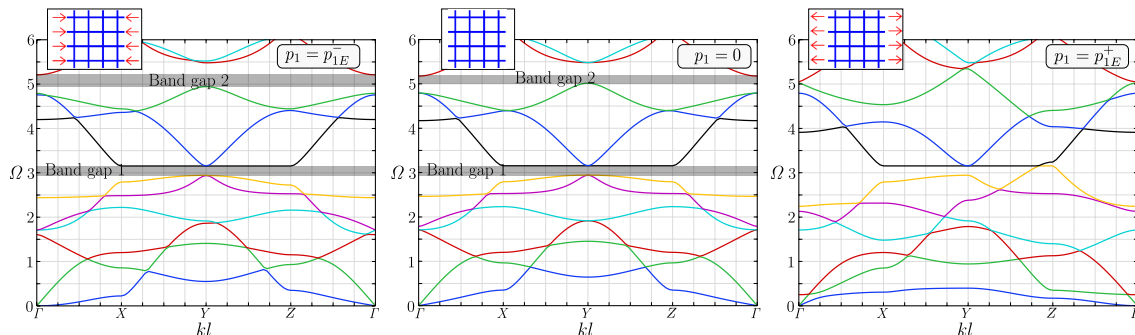 6
5
4
Ω 3
2
1
0
p₁ = p₁E⁻
Band gap 2
Band gap 1
Γ X Y Z Γ
kl
6
5
4
3
2
1
0
p₁ = 0
Band gap 2
Band gap 1
Γ X Y Z Γ
kl
6
5
4
Ω 3
2
1
0
p₁ = p₁E⁺
Γ X Y Z Γ
kl